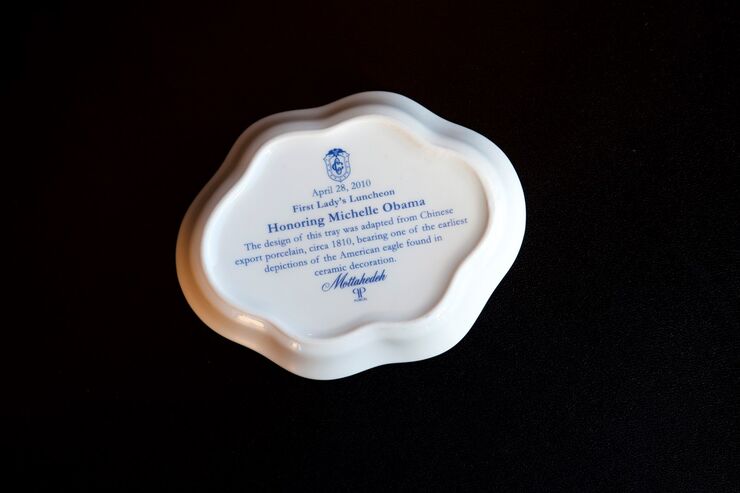 April 28, 2010
First Lady's Luncheon
Honoring Michelle Obama
The design of this tray was adapted from Chinese
export porcelain, circa 1810, bearing one of the earliest
depictions of the American eagle found in
ceramic decoration.
Mottahedeh